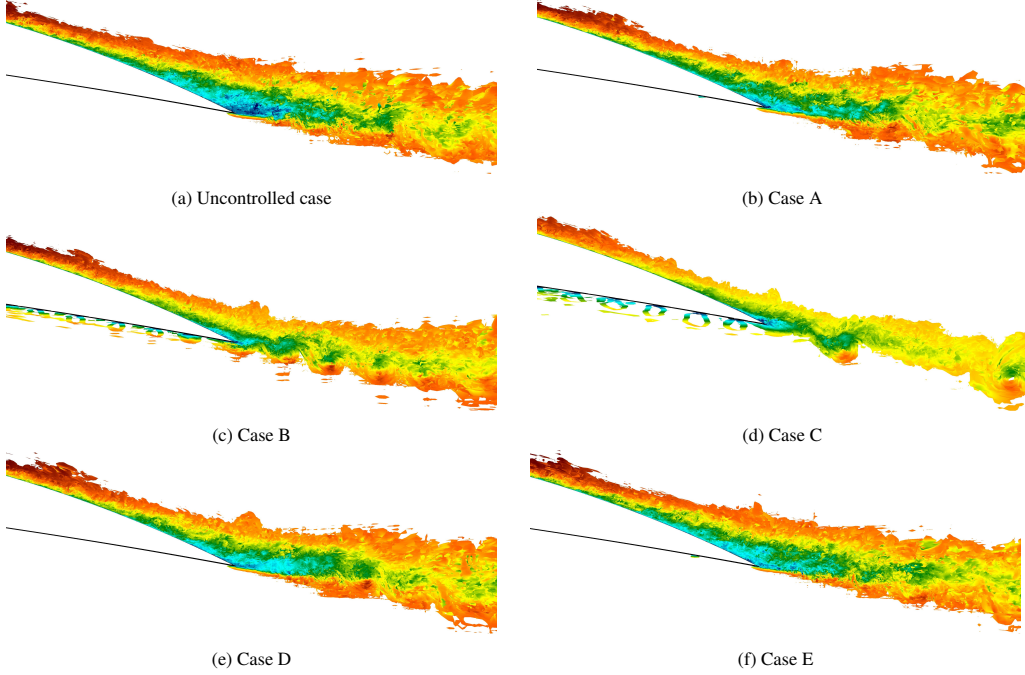 (a) Uncontrolled case
(b) Case A
(c) Case B
(d) Case C
(e) Case D
(f) Case E